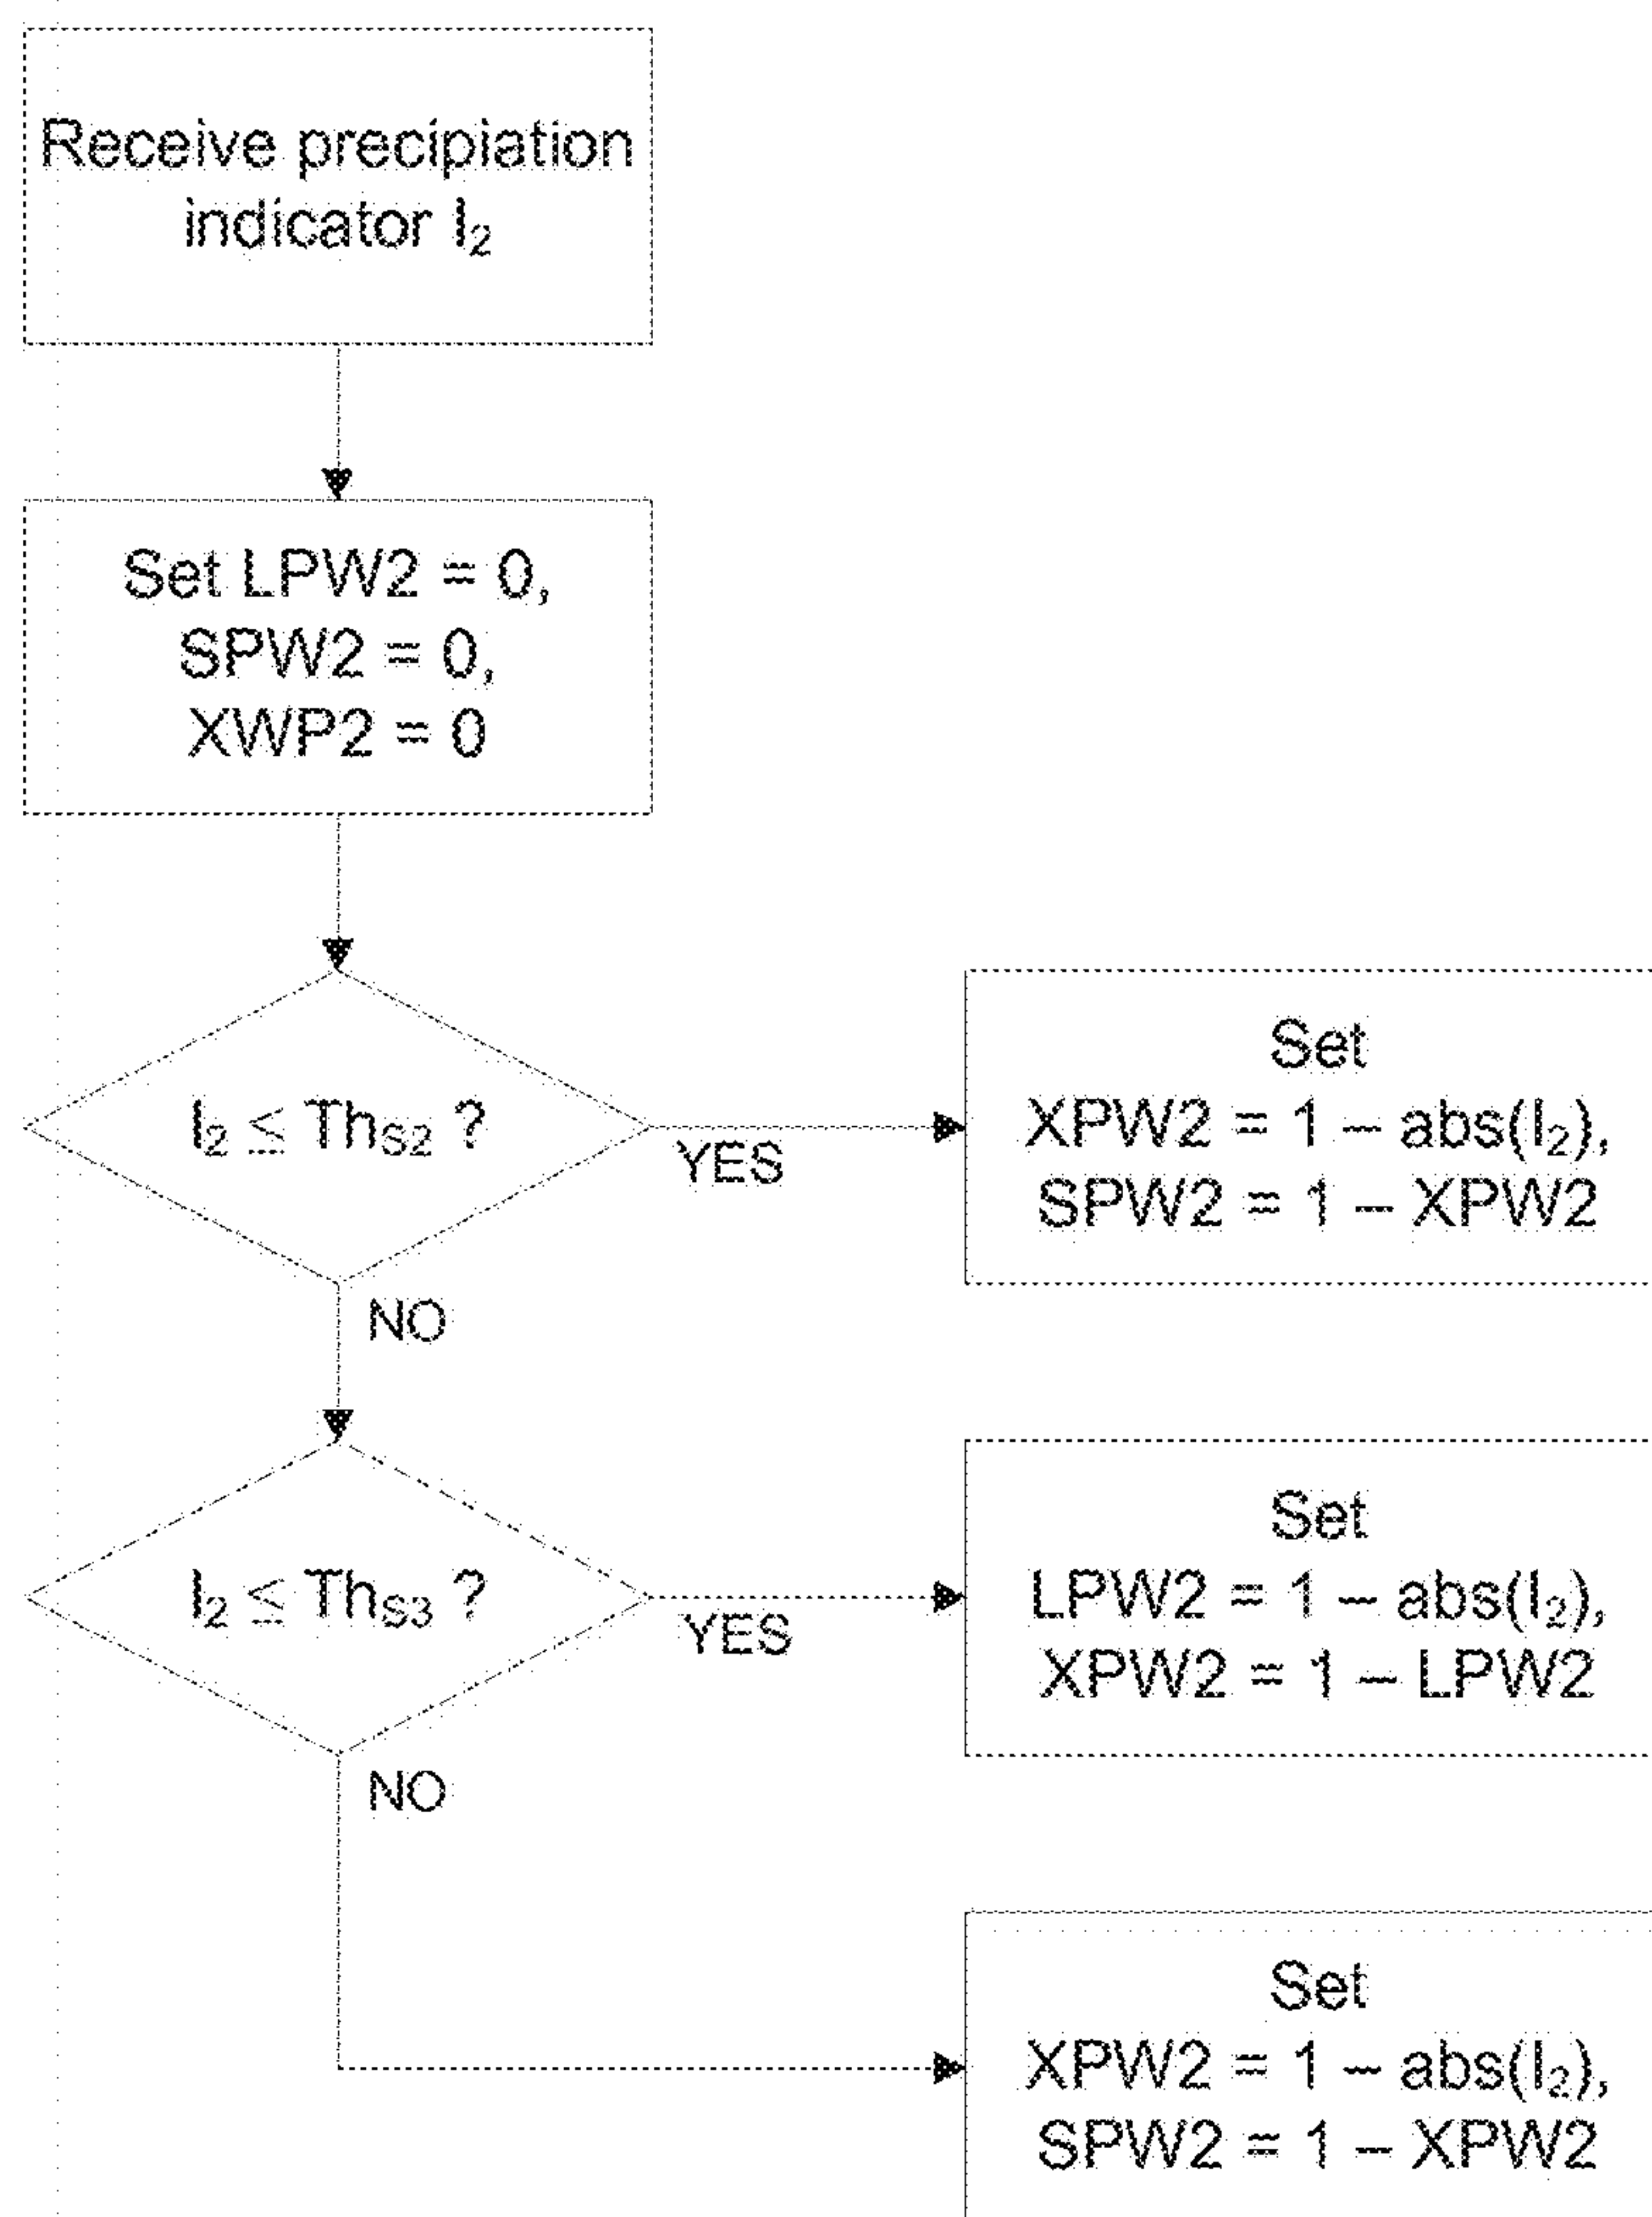 Receive precipiation
indicator I₂
Set LPW2 = 0,
SPW2 = 0,
XWP2 = 0
I₂ ≤ Thₛ₂ ?
YES
Set
XPW2 = 1 – abs(I₂),
SPW2 = 1 – XPW2
NO
I₂ ≤ Thₛ₃ ?
YES
Set
LPW2 = 1 – abs(I₂),
XPW2 = 1 – LPW2
NO
Set
XPW2 = 1 – abs(I₂),
SPW2 = 1 – XPW2